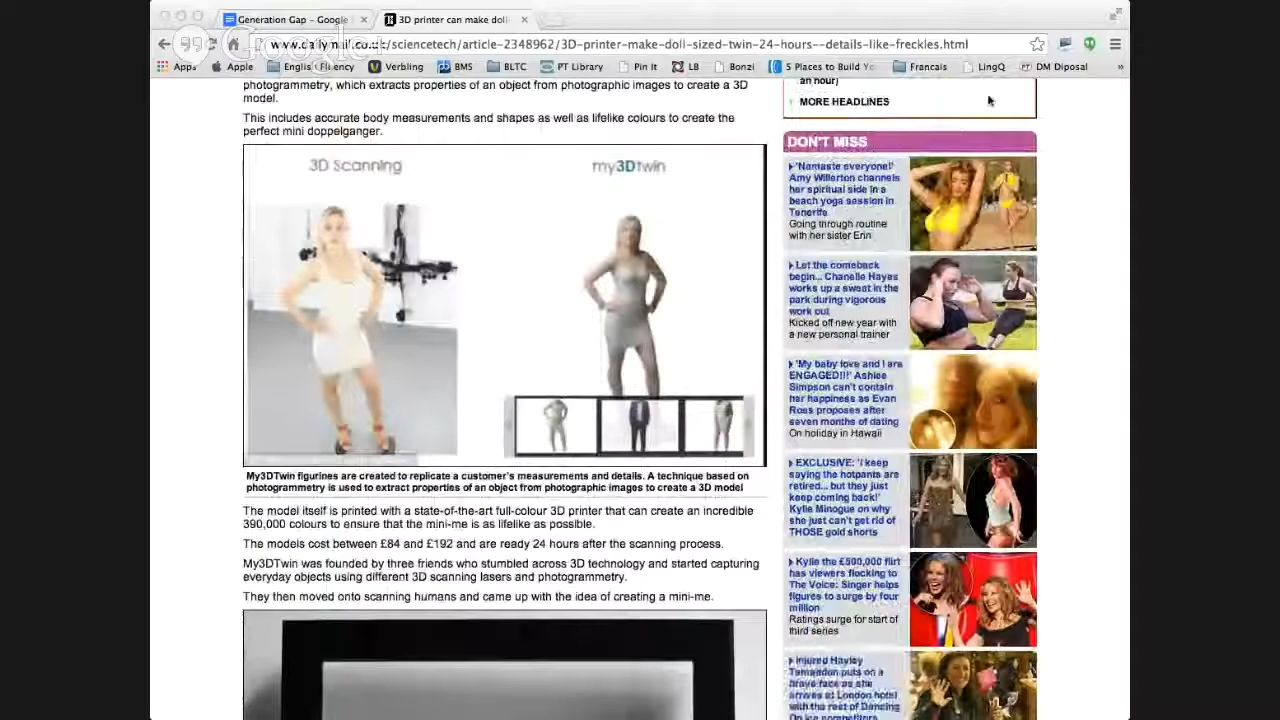 Generation Gap – Google
3D printer can make doll-
Google
www.dailymail.co.uk/sciencetech/article-2348962/3D-printer-make-doll-sized-twin-24-hours--details-like-freckles.html
Apps Apple English Fluency Verbling BMS BLTC PT Library Pin It LB Bonzi 5 Places to Build Yo Francais LingQ DM Diposal »
photogrammetry, which extracts properties of an object from photographic images to create a 3D
model.
This includes accurate body measurements and shapes as well as lifelike colours to create the
perfect mini doppelganger.
3D Scanning
my3Dtwin
My3DTwin figurines are created to replicate a customer's measurements and details. A technique based on
photogrammetry is used to extract properties of an object from photographic images to create a 3D model
The model itself is printed with a state-of-the-art full-colour 3D printer that can create an incredible
390,000 colours to ensure that the mini-me is as lifelike as possible.
The models cost between £84 and £192 and are ready 24 hours after the scanning process.
My3DTwin was founded by three friends who stumbled across 3D technology and started capturing
everyday objects using different 3D scanning lasers and photogrammetry.
They then moved onto scanning humans and came up with the idea of creating a mini-me.
an hour)
MORE HEADLINES
DON'T MISS
'Namaste everyone!'
Amy Willerton channels
her spiritual side in a
beach yoga session in
Tenerife
Going through routine
with her sister Erin
Let the comeback
begin... Chanelle Hayes
works up a sweat in the
park during vigorous
work out
Kicked off new year with
a new personal trainer
'My baby love and I are
ENGAGED!!!' Ashlee
Simpson can't contain
her happiness as Evan
Ross proposes after
seven months of dating
On holiday in Hawaii
EXCLUSIVE: 'I keep
saying the hotpants are
retired... but they just
keep coming back!'
Kylie Minogue on why
she just can't get rid of
THOSE gold shorts
Kylie the £500,000 flirt
has viewers flocking to
The Voice: Singer helps
figures to surge by four
million
Ratings surge for start of
third series
Injured Hayley
Tamaddon puts on a
brave face as she
arrives at London hotel
with the rest of Dancing
On Ice competitors